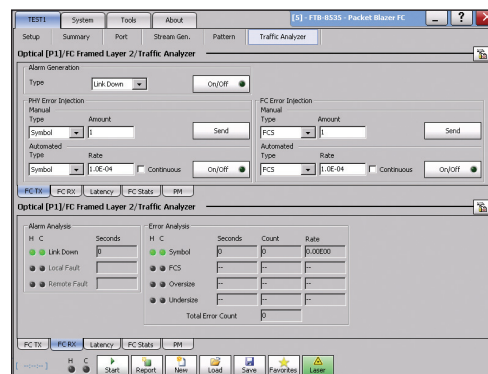 TEST1 System Tools About [5] - FTB-8535 - Packet Blazer FC _ ? X
Setup Summary Port Stream Gen. Pattern Traffic Analyzer
Optical [P1]/FC Framed Layer 2/Traffic Analyzer
Alarm Generation
Type Link Down On/Off
PHY Error Injection FC Error Injection
Manual Manual
Type Amount Type Amount
Symbol 1 Send FCS 1 Send
Automated Automated
Type Rate Type Rate
Symbol 1.0E-04 Continuous On/Off FCS 1.0E-04 Continuous On/Off
FC TX FC RX Latency FC Stats PM
Optical [P1]/FC Framed Layer 2/Traffic Analyzer
Alarm Analysis Error Analysis
H C Seconds H C Seconds Count Rate
Link Down 0 Symbol 0 0 0.00E00
Local Fault FCS -- -- --
Remote Fault Oversize -- -- --
Undersize -- -- --
Total Error Count 0
FC TX FC RX Latency FC Stats PM
[ --:--:-- ] H C Start Report New Load Save Favorites Laser